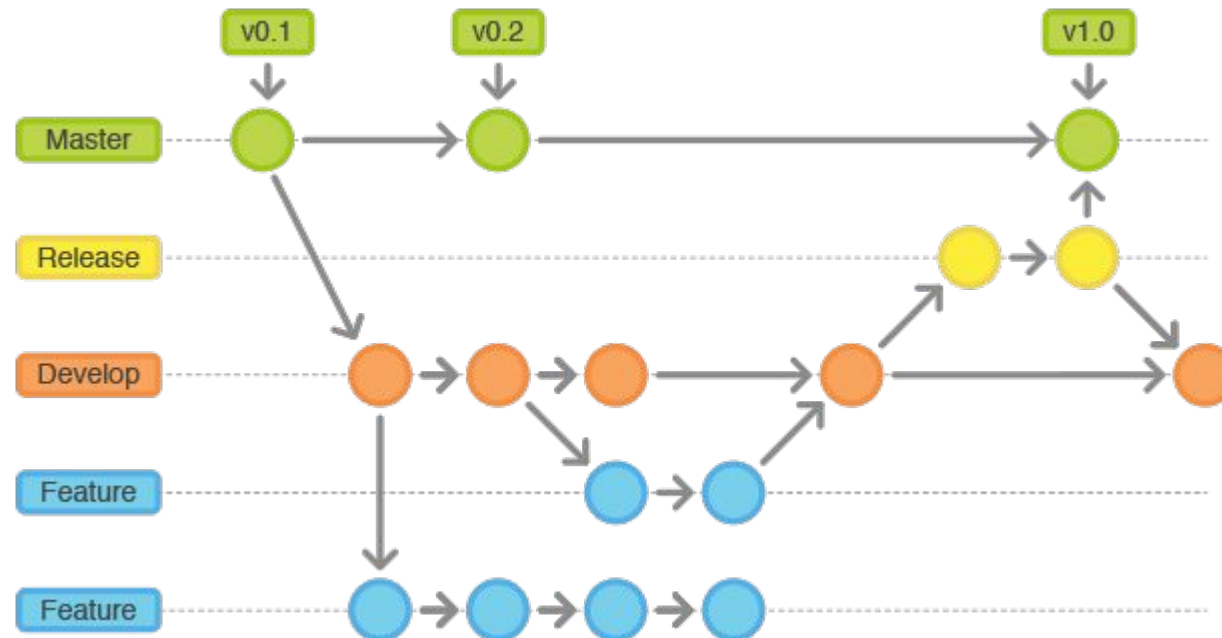 v0.1
v0.2
v1.0
Master
Release
Develop
Feature
Feature